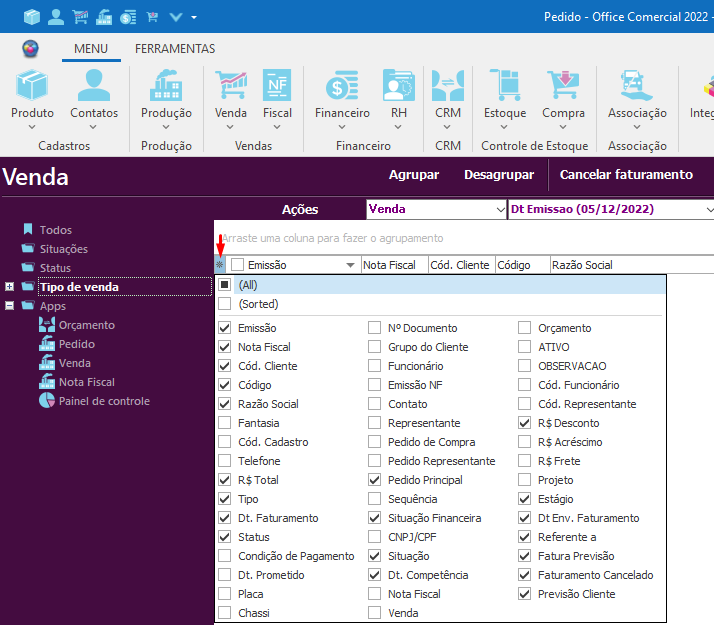 Pedido - Office Comercial 2022 -
MENU FERRAMENTAS
Produto Contatos Produção Venda Fiscal Financeiro RH CRM Estoque Compra Associação Integ
Cadastros Produção Vendas Financeiro CRM Controle de Estoque Associação
Venda Agrupar Desagrupar Cancelar faturamento
Ações Venda Dt Emissao (05/12/2022)
Todos
Situações
Status
Tipo de venda
Apps
Orçamento
Pedido
Venda
Nota Fiscal
Painel de controle
Arraste uma coluna para fazer o agrupamento
Emissão Nota Fiscal Cód. Cliente Código Razão Social
(All)
(Sorted)
Emissão Nº Documento Orçamento
Nota Fiscal Grupo do Cliente ATIVO
Cód. Cliente Funcionário OBSERVACAO
Código Emissão NF Cód. Funcionário
Razão Social Contato Cód. Representante
Fantasia Representante R$ Desconto
Cód. Cadastro Pedido de Compra R$ Acréscimo
Telefone Pedido Representante R$ Frete
R$ Total Pedido Principal Projeto
Tipo Sequência Estágio
Dt. Faturamento Situação Financeira Dt Env. Faturamento
Status CNPJ/CPF Referente a
Condição de Pagamento Situação Fatura Previsão
Dt. Prometido Dt. Competência Faturamento Cancelado
Placa Nota Fiscal Previsão Cliente
Chassi Venda